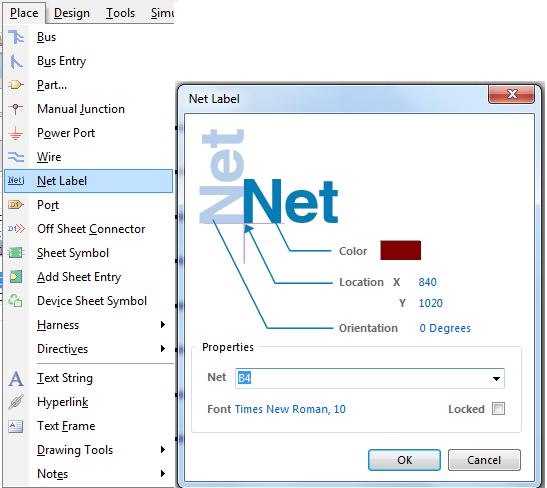 Place Design Tools Simu
Bus
Bus Entry
Part...
Manual Junction
Power Port
Wire
Net1 Net Label
D1 Port
D1 Off Sheet Connector
Sheet Symbol
Add Sheet Entry
Device Sheet Symbol
Harness
Directives
A Text String
Hyperlink
Text Frame
Drawing Tools
Notes
Net Label
Net
Net
Color
Location X 840
Y 1020
Orientation 0 Degrees
Properties
Net B4
Font Times New Roman, 10 Locked
OK Cancel